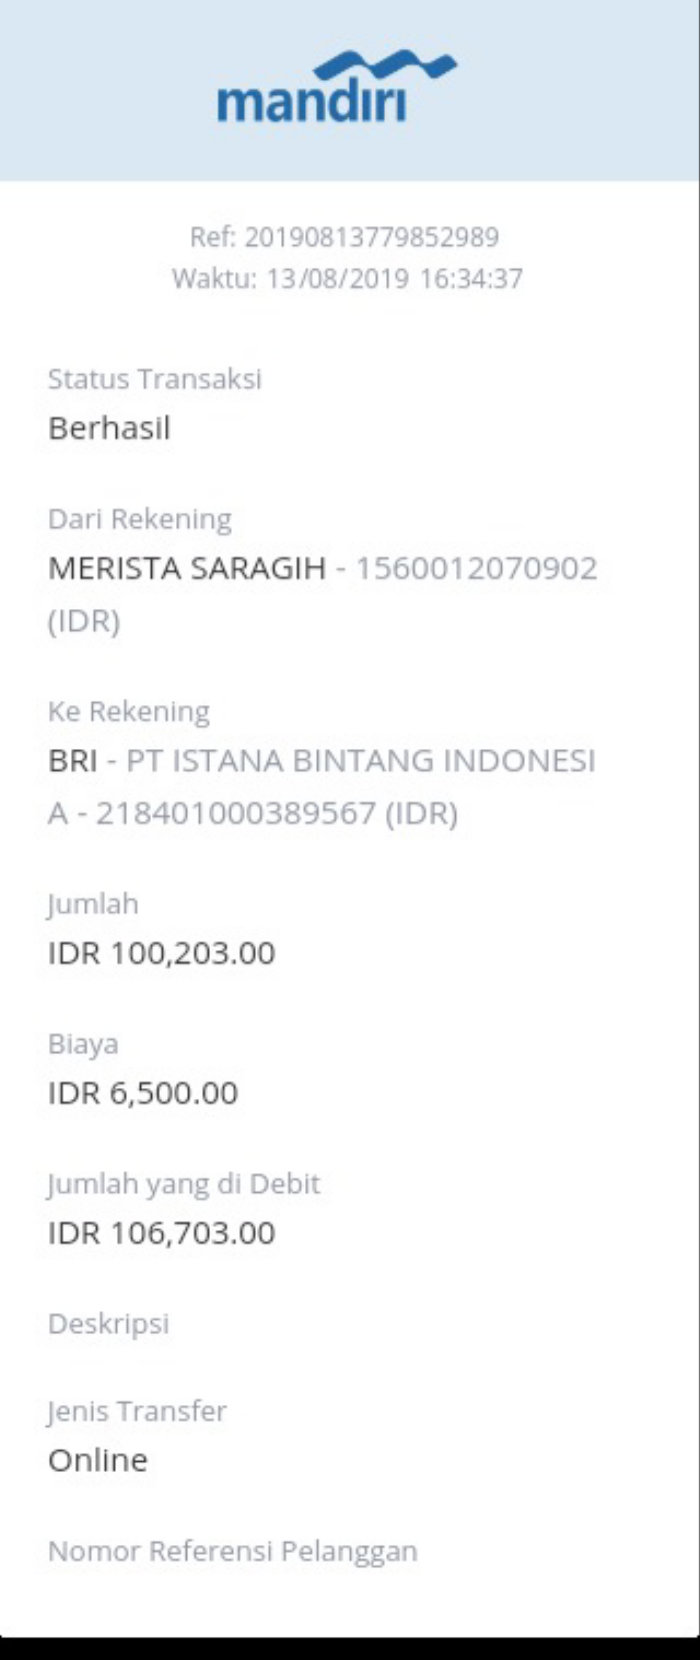 mandiri
Ref: 20190813779852989
Waktu: 13/08/2019 16:34:37
Status Transaksi
Berhasil
Dari Rekening
MERISTA SARAGIH - 1560012070902
(IDR)
Ke Rekening
BRI - PT ISTANA BINTANG INDONESI
A - 218401000389567 (IDR)
Jumlah
IDR 100,203.00
Biaya
IDR 6,500.00
Jumlah yang di Debit
IDR 106,703.00
Deskripsi
Jenis Transfer
Online
Nomor Referensi Pelanggan